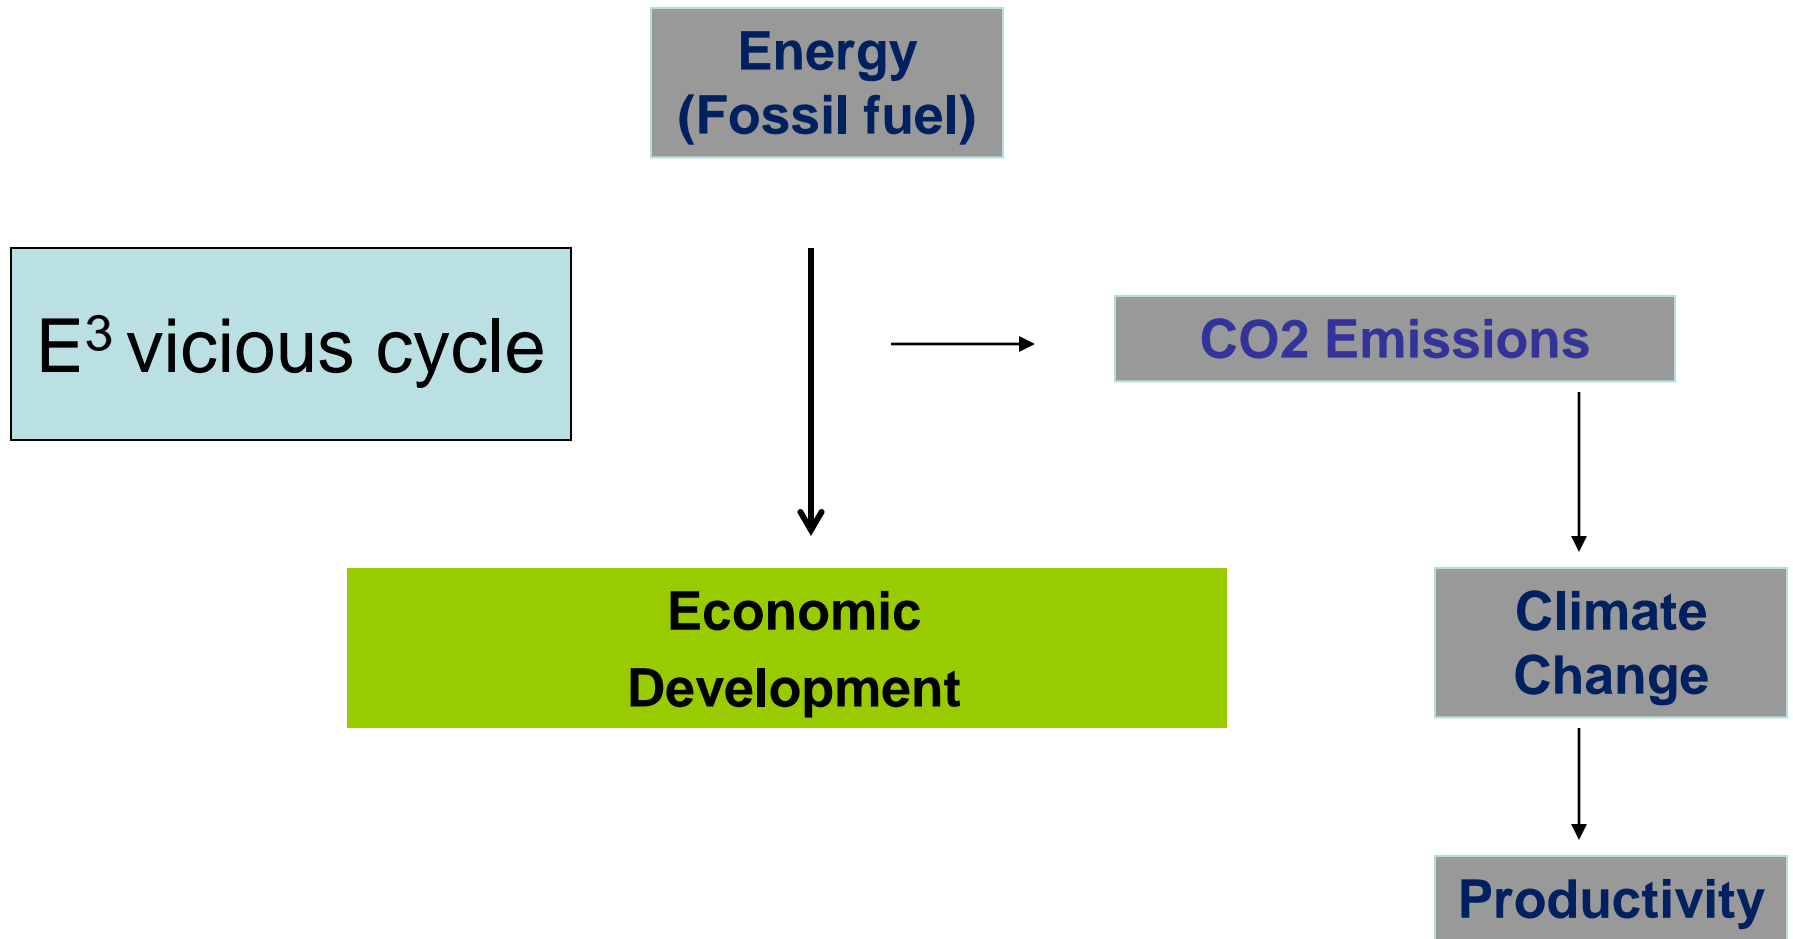 Energy
(Fossil fuel)
E³ vicious cycle
CO2 Emissions
Economic
Development
Climate
Change
Productivity